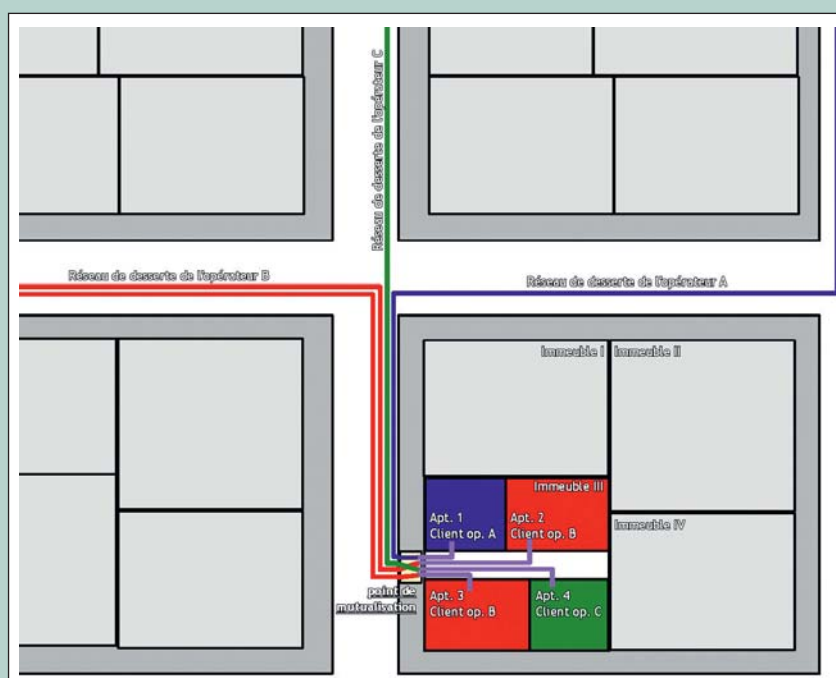 Réseau de desserte de l'opérateur C
Réseau de desserte de l'opérateur B
Réseau de desserte de l'opérateur A
Immeuble I
Immeuble II
Immeuble III
Apt. 1
Client op. A
Apt. 2
Client op. B
Immeuble IV
point de
mutualisation
Apt. 3
Client op. B
Apt. 4
Client op. C